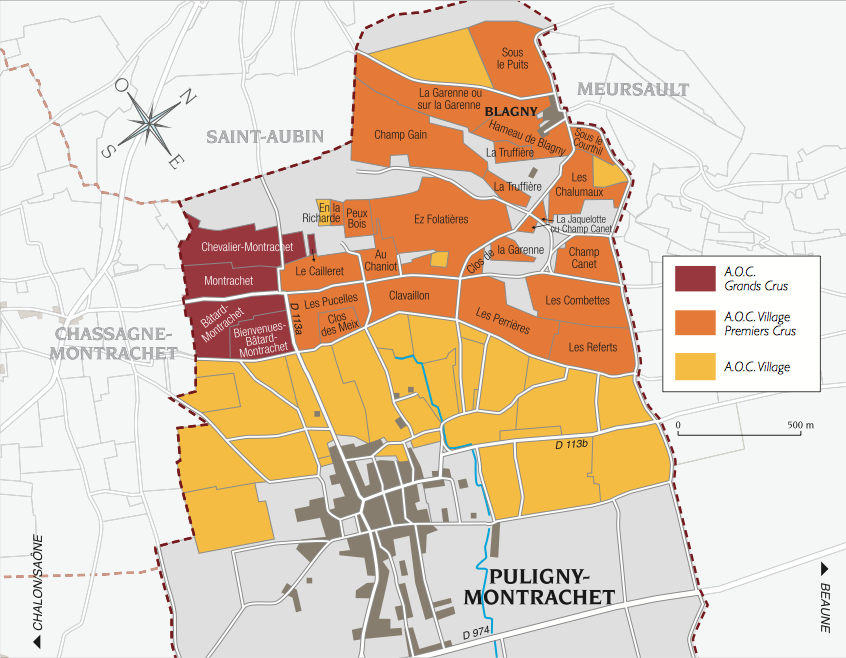 Sous
le Puits
MEURSAULT
La Garenne ou
sur la Garenne
BLAGNY
O
N
S
E
SAINT-AUBIN
Champ Gain
Hameau de Blagny
Sous le
Courthil
La Truffière
La Truffière
Les
Chalumaux
En la
Richarde
Peux
Bois
Ez Folatières
La Jaquelotte
ou Champ Canet
Chevalier-Montrachet
Au
Chaniot
Clos de
la Garenne
Champ
Canet
Le Cailleret
Montrachet
A.O.C.
Grands Crus
A.O.C. Village
Premiers Crus
A.O.C. Village
Les Pucelles
Clavaillon
Les Combettes
D 113a
Bâtard-
Montrachet
Clos
des Meix
Les Perrières
Bienvenues-
Bâtard-
Montrachet
Les Referts
CHASSAGNE-
MONTRACHET
0
500 m
D 113b
CHALON/SAÔNE
PULIGNY-
MONTRACHET
BEAUNE
D 974